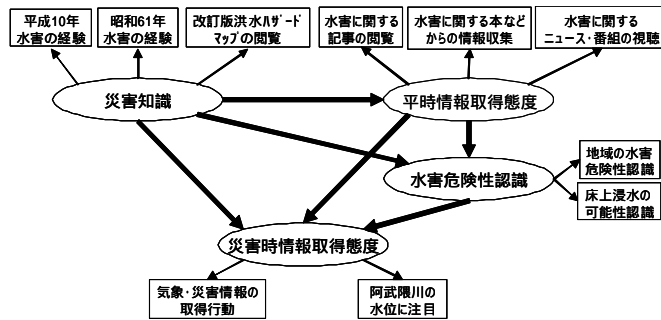 平成10年
水害の経験
昭和61年
水害の経験
改訂版洪水ﾊｻﾞｰﾄﾞ
マップの閲覧
水害に関する
記事の閲覧
水害に関する本など
からの情報収集
水害に関する
ニュース・番組の視聴
災害知識
平時情報取得態度
水害危険性認識
地域の水害
危険性認識
床上浸水の
可能性認識
災害時情報取得態度
気象・災害情報の
取得行動
阿武隈川の
水位に注目